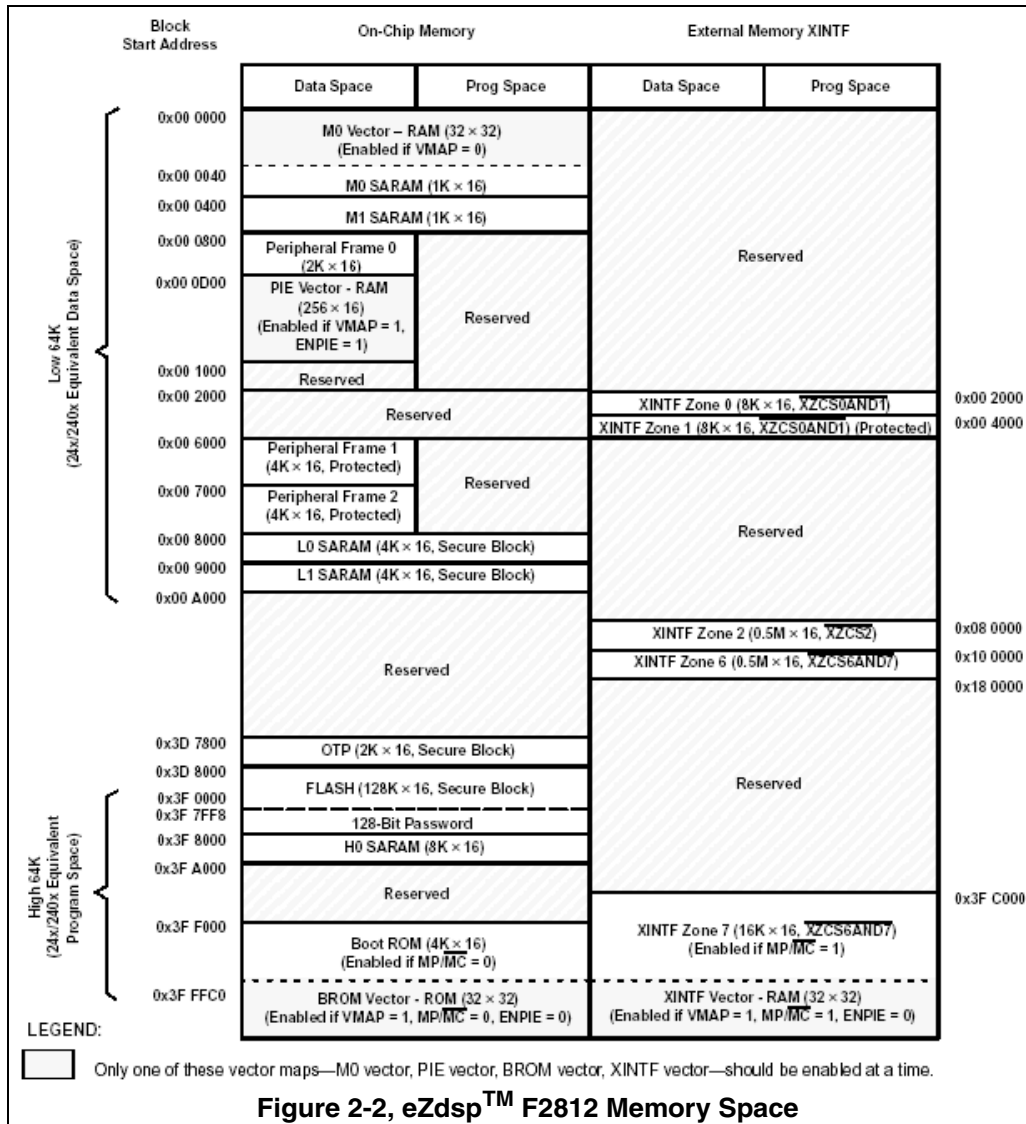 Block
Start Address
On-Chip Memory
External Memory XINTF
Data Space
Prog Space
Data Space
Prog Space
0x00 0000
M0 Vector – RAM (32 × 32)
(Enabled if VMAP = 0)
0x00 0040
M0 SARAM (1K × 16)
0x00 0400
M1 SARAM (1K × 16)
0x00 0800
Peripheral Frame 0
(2K × 16)
0x00 0D00
PIE Vector - RAM
(256 × 16)
(Enabled if VMAP = 1,
ENPIE = 1)
Reserved
Reserved
Low 64K
(24x/240x Equivalent Data Space)
0x00 1000
Reserved
0x00 2000
Reserved
XINTF Zone 0 (8K × 16, XZCS0AND1)
0x00 2000
XINTF Zone 1 (8K × 16, XZCS0AND1) (Protected)
0x00 4000
0x00 6000
Peripheral Frame 1
(4K × 16, Protected)
Reserved
0x00 7000
Peripheral Frame 2
(4K × 16, Protected)
Reserved
0x00 8000
L0 SARAM (4K × 16, Secure Block)
0x00 9000
L1 SARAM (4K × 16, Secure Block)
0x00 A000
XINTF Zone 2 (0.5M × 16, XZCS2)
0x08 0000
XINTF Zone 6 (0.5M × 16, XZCS6AND7)
0x10 0000
Reserved
0x18 0000
0x3D 7800
OTP (2K × 16, Secure Block)
0x3D 8000
FLASH (128K × 16, Secure Block)
Reserved
0x3F 0000
0x3F 7FF8
128-Bit Password
0x3F 8000
H0 SARAM (8K × 16)
0x3F A000
Reserved
High 64K
(24x/240x Equivalent
Program Space)
0x3F C000
0x3F F000
Boot ROM (4K × 16)
(Enabled if MP/MC = 0)
XINTF Zone 7 (16K × 16, XZCS6AND7)
(Enabled if MP/MC = 1)
0x3F FFC0
BROM Vector - ROM (32 × 32)
(Enabled if VMAP = 1, MP/MC = 0, ENPIE = 0)
XINTF Vector - RAM (32 × 32)
(Enabled if VMAP = 1, MP/MC = 1, ENPIE = 0)
LEGEND:
Only one of these vector maps—M0 vector, PIE vector, BROM vector, XINTF vector—should be enabled at a time.
Figure 2-2, eZdsp™ F2812 Memory Space